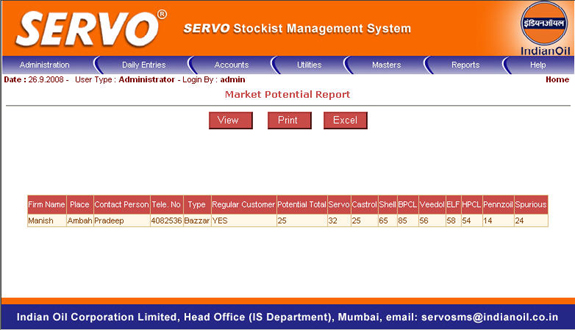 SERVO®
SERVO Stockist Management System
इंडियनऑयल
IndianOil
Administration Daily Entries Accounts Utilities Masters Reports Help
Date : 26.9.2008 - User Type : Administrator - Login By : admin Home
Market Potential Report
View Print Excel
Firm Name Place Contact Person Tele. No Type Regular Customer Potential Total Servo Castrol Shell BPCL Veedol ELF HPCL Pennzoil Spurious
Manish Ambah Pradeep 4082536 Bazzar YES 25 32 25 65 85 56 58 54 14 24
Indian Oil Corporation Limited, Head Office (IS Department), Mumbai, email: servosms@indianoil.co.in